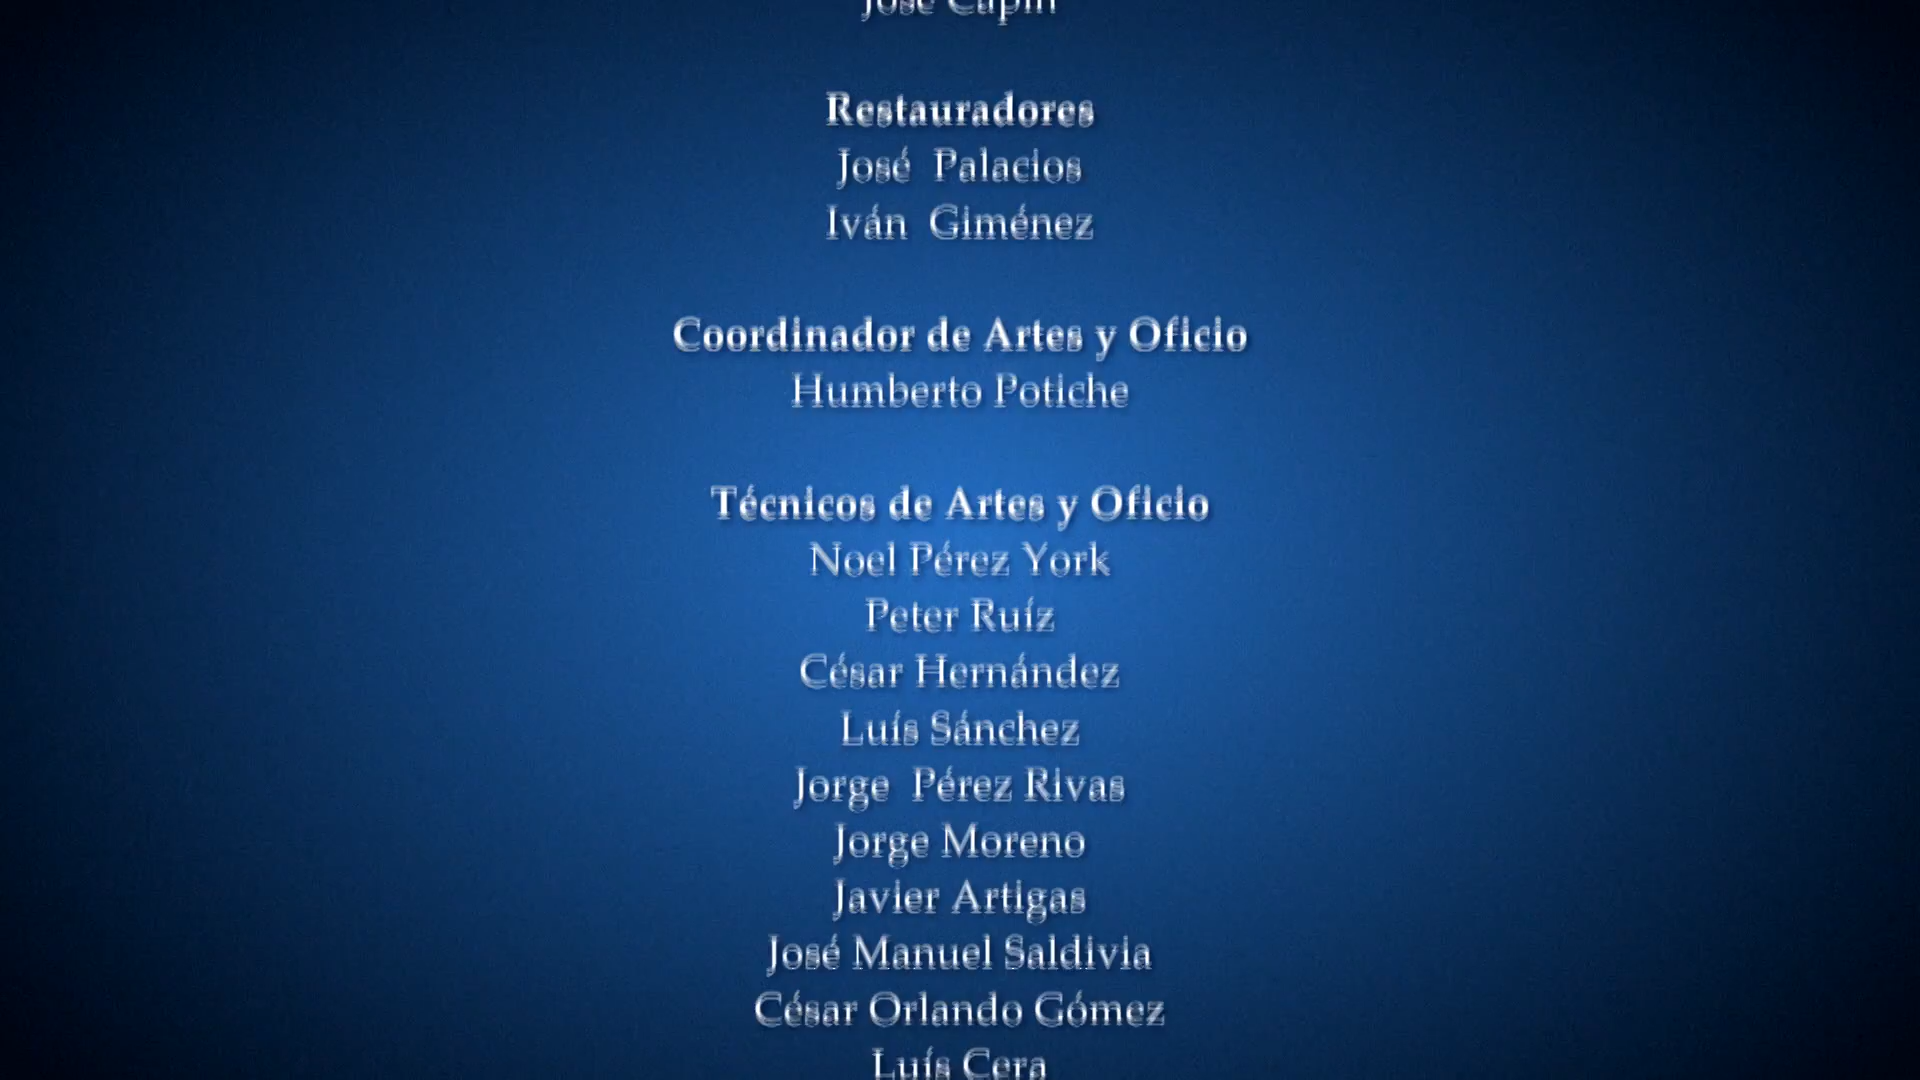 José
Restauradores
José Palacios
Iván Giménez
Coordinador de Artes y Oficio
Humberto Potiche
Técnicos de Artes y Oficio
Noel Pérez York
Peter Ruíz
César Hernández
Luís Sánchez
Jorge Pérez Rivas
Jorge Moreno
Javier Artigas
José Manuel Saldivia
César Orlando Gómez
Luís Cera